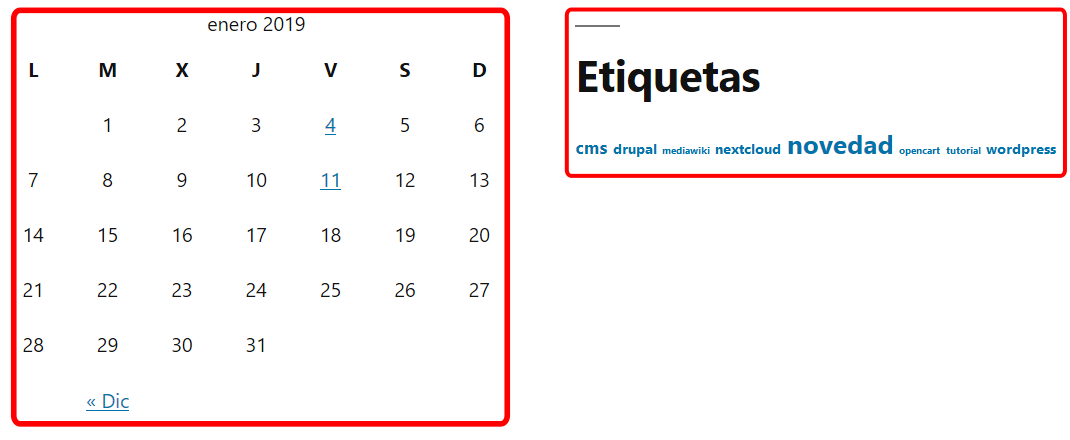 enero 2019
L M X J V S D
1 2 3 4 5 6
7 8 9 10 11 12 13
14 15 16 17 18 19 20
21 22 23 24 25 26 27
28 29 30 31
« Dic
Etiquetas
cms drupal mediawiki nextcloud novedad opencart tutorial wordpress